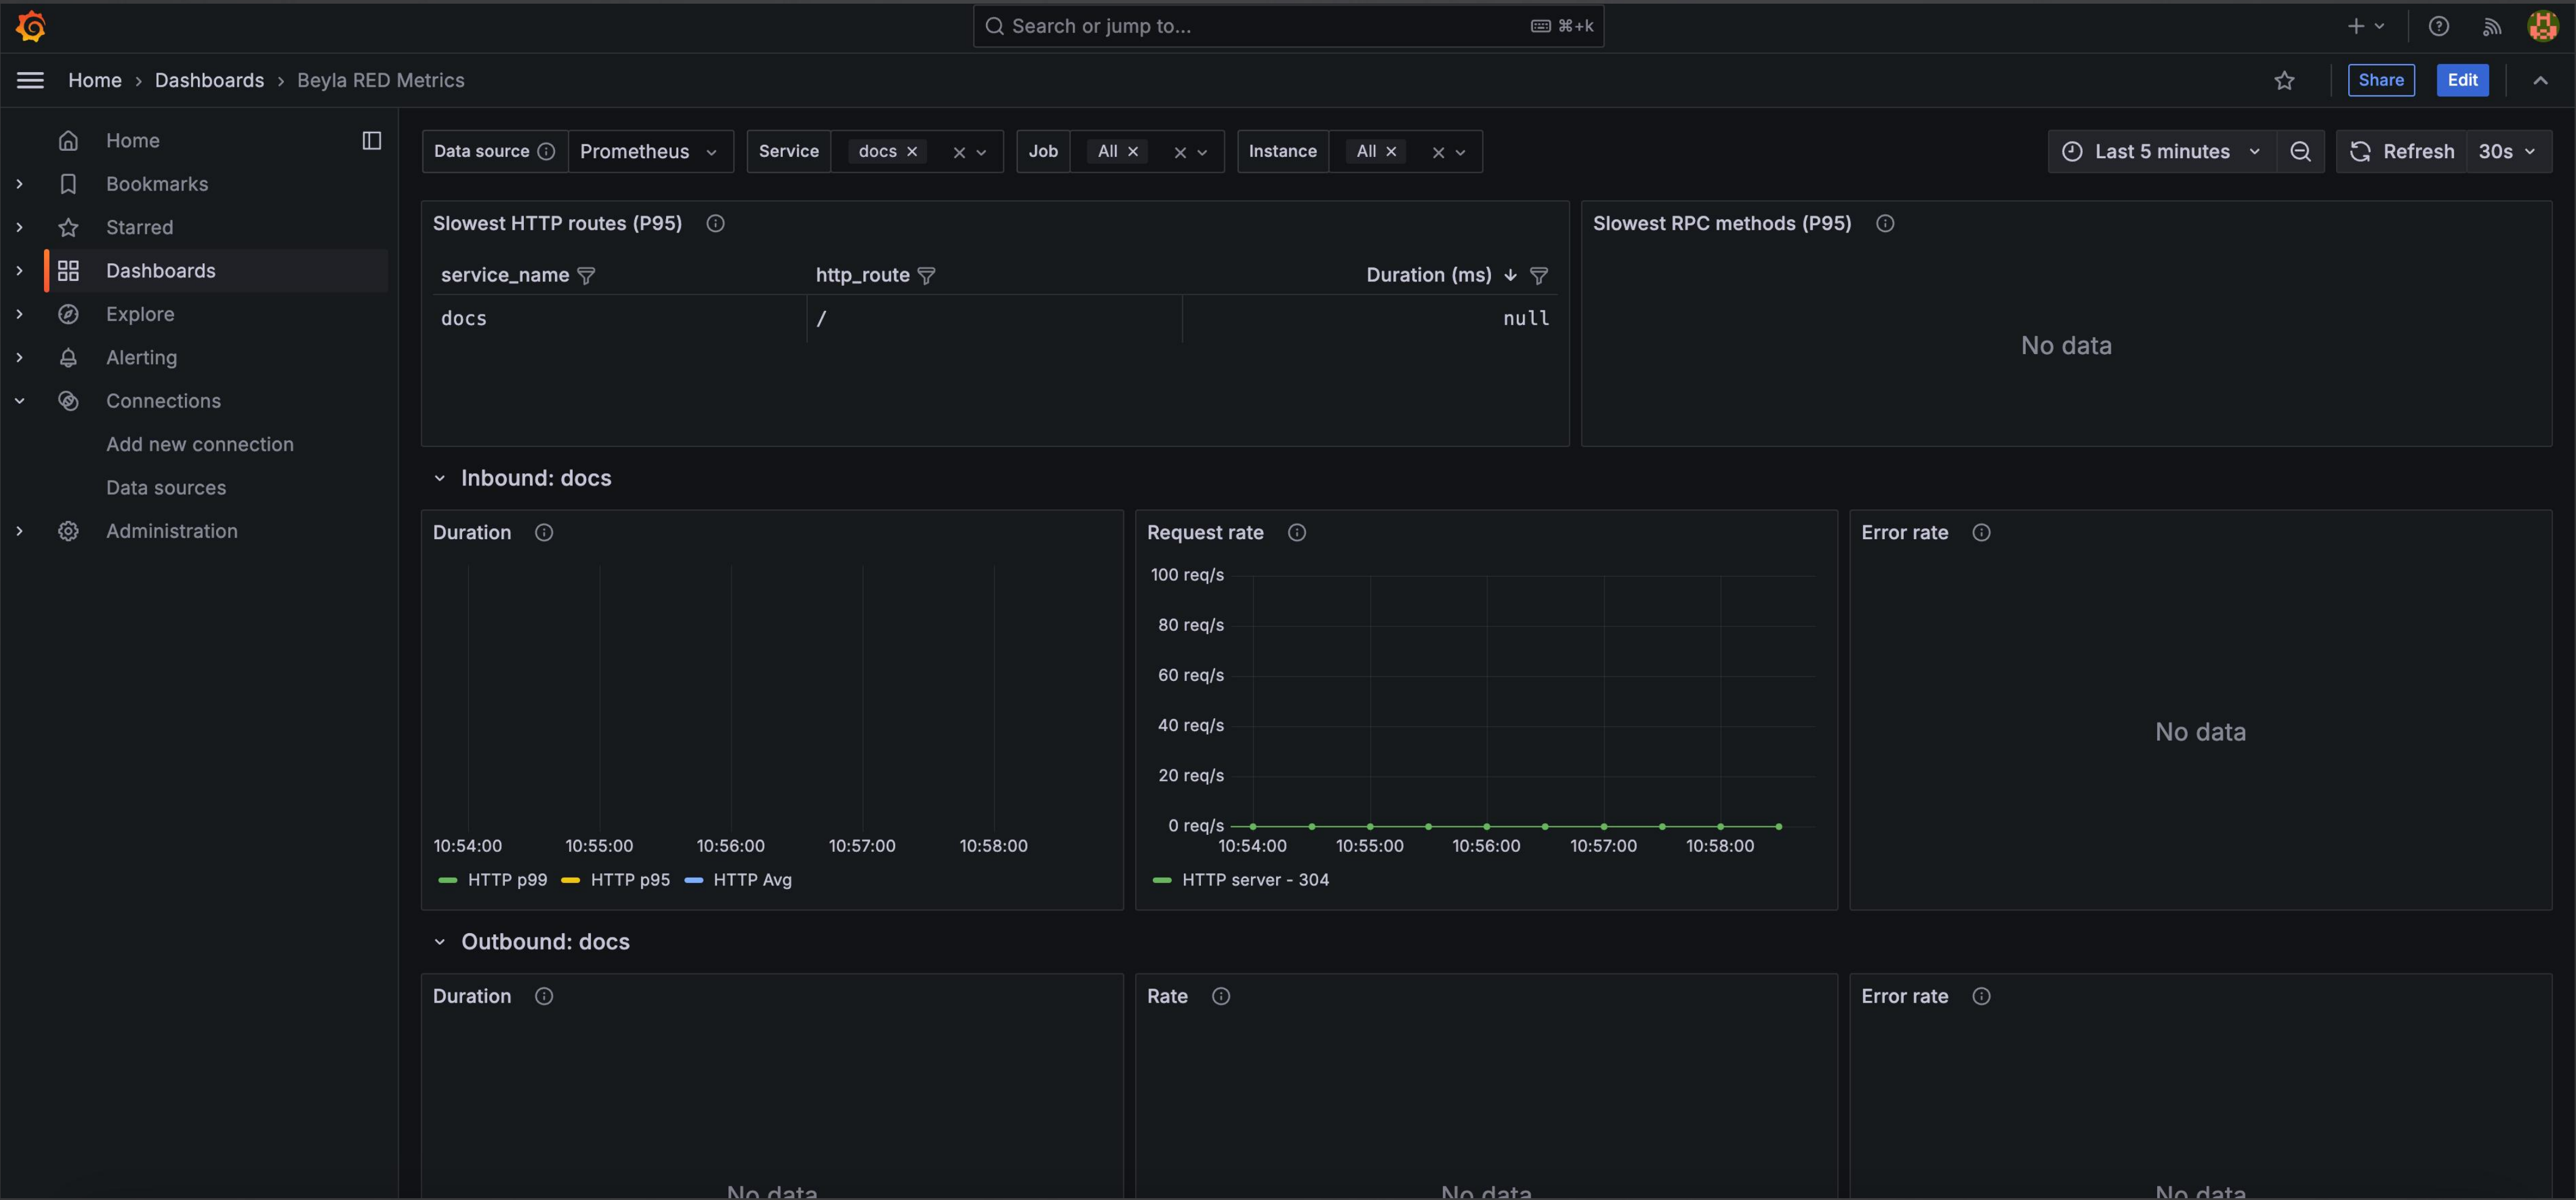 Search or jump to... ⌘+k
Home › Dashboards › Beyla RED Metrics
Share
Edit
Home
Bookmarks
Starred
Dashboards
Explore
Alerting
Connections
Add new connection
Data sources
Administration
Data source Prometheus
Service docs
Job All
Instance All
Last 5 minutes
Refresh 30s
Slowest HTTP routes (P95)
service_name http_route Duration (ms)
docs / null
Slowest RPC methods (P95)
No data
Inbound: docs
Duration
10:54:00 10:55:00 10:56:00 10:57:00 10:58:00
HTTP p99 HTTP p95 HTTP Avg
Request rate
100 req/s
80 req/s
60 req/s
40 req/s
20 req/s
0 req/s
10:54:00 10:55:00 10:56:00 10:57:00 10:58:00
HTTP server - 304
Error rate
No data
Outbound: docs
Duration
No data
Rate
No data
Error rate
No data